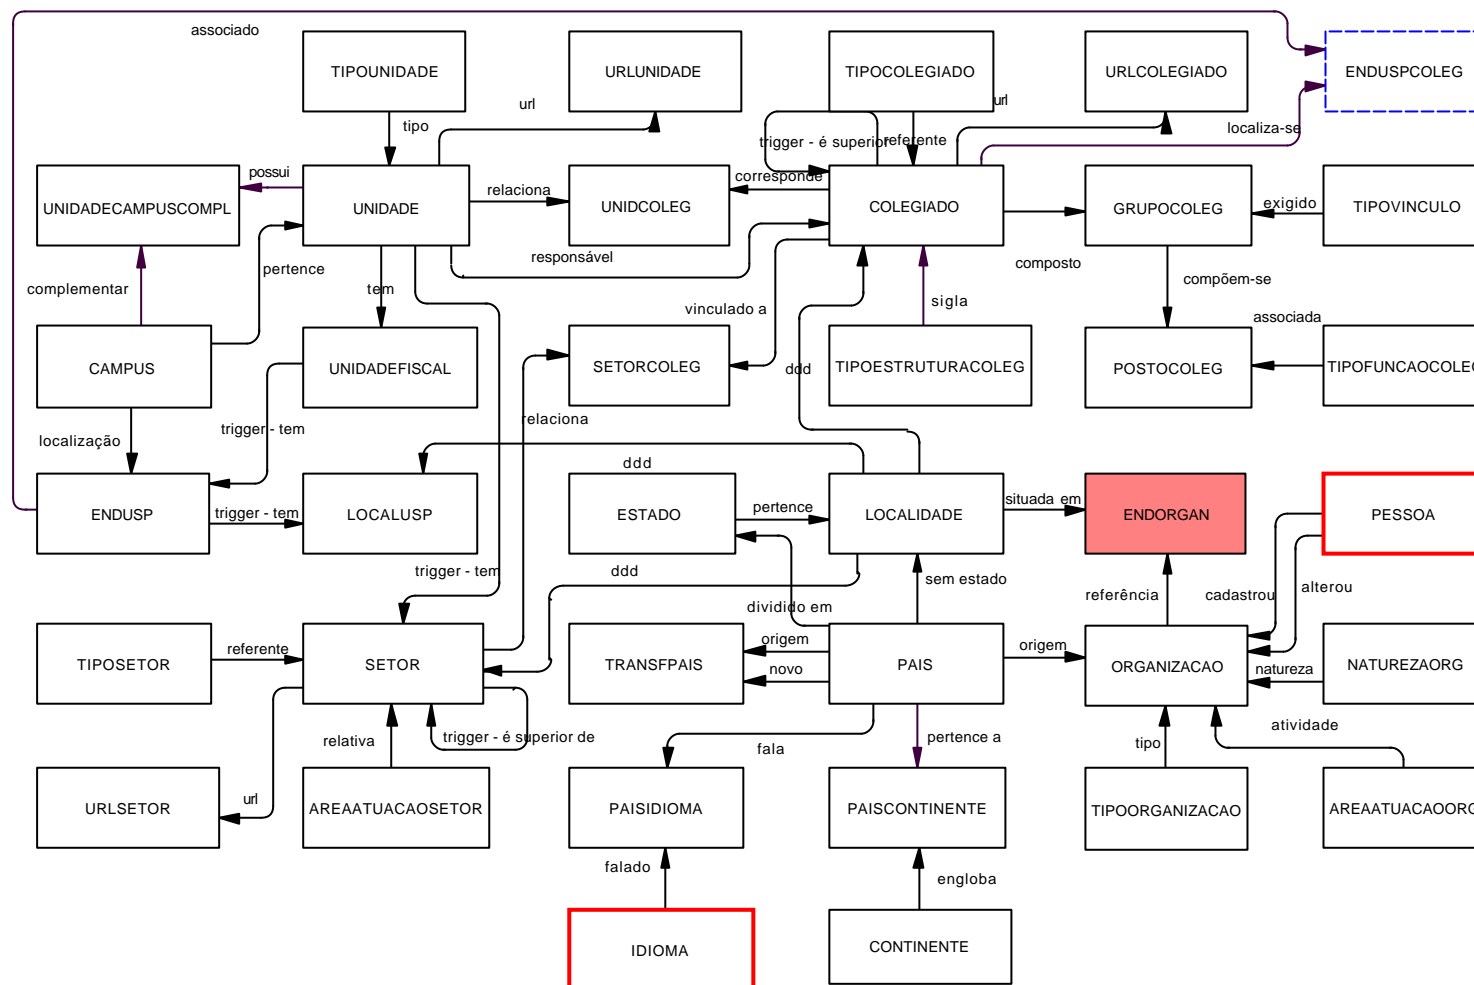 associado
TIPOUNIDADE
URLUNIDADE
TIPOCOLEGIADO
URLCOLEGIADO
ENDUSPCOLEG
url
url
tipo
trigger - é superior
referente
composto
localiza-se
possui
relaciona
corresponde
exigido
UNIDADECAMPUSCOMPL
UNIDADE
UNIDCOLEG
COLEGIADO
GRUPOCOLEG
TIPOVINCULO
pertence
responsável
composto
compõem-se
complementar
tem
vinculado a
sigla
associada
CAMPUS
UNIDADEFISCAL
SETORCOLEG
ddd
TIPOESTRUTURACOLEG
POSTOCOLEG
TIPOFUNCAOCOLEG
localização
trigger - tem
relaciona
ddd
ENDUSP
trigger - tem
LOCALUSP
ESTADO
pertence
LOCALIDADE
situada em
ENDORGAN
PESSOA
trigger - tem
ddd
sem estado
dividido em
referência
cadastrou
alterou
TIPOSETOR
referente
SETOR
TRANSFPAIS
origem
novo
PAIS
origem
ORGANIZACAO
natureza
NATUREZAORG
relativa
trigger - é superior de
fala
pertence a
tipo
atividade
URLSETOR
url
AREAATUACAOSETOR
PAISIDIOMA
PAISCONTINENTE
TIPOORGANIZACAO
AREAATUACAOORG
falado
engloba
IDIOMA
CONTINENTE